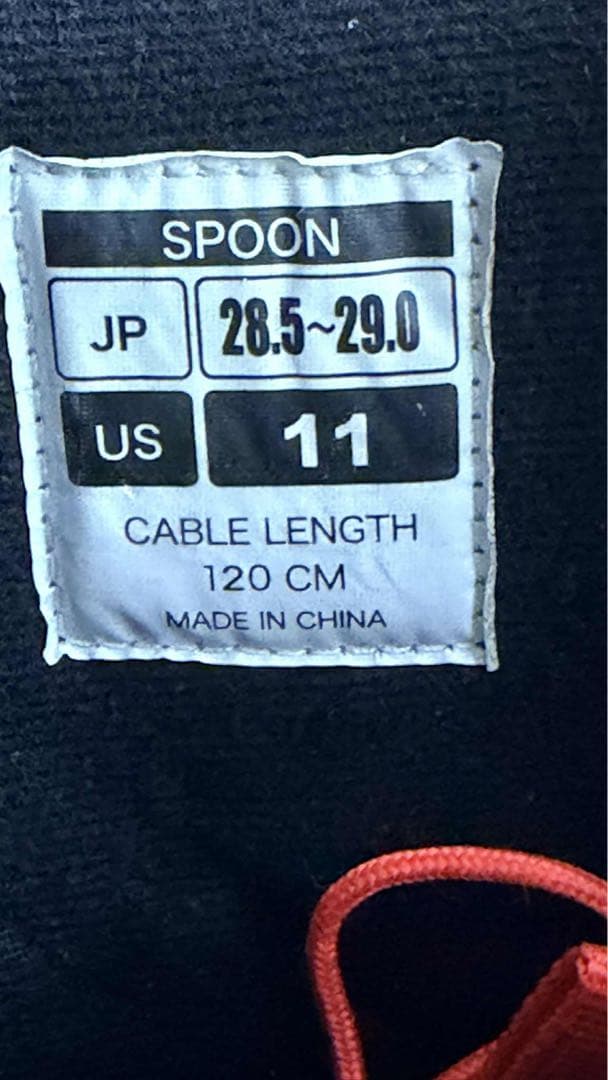 SPOON
JP 28.5~29.0
US 11
CABLE LENGTH
120 CM
MADE IN CHINA